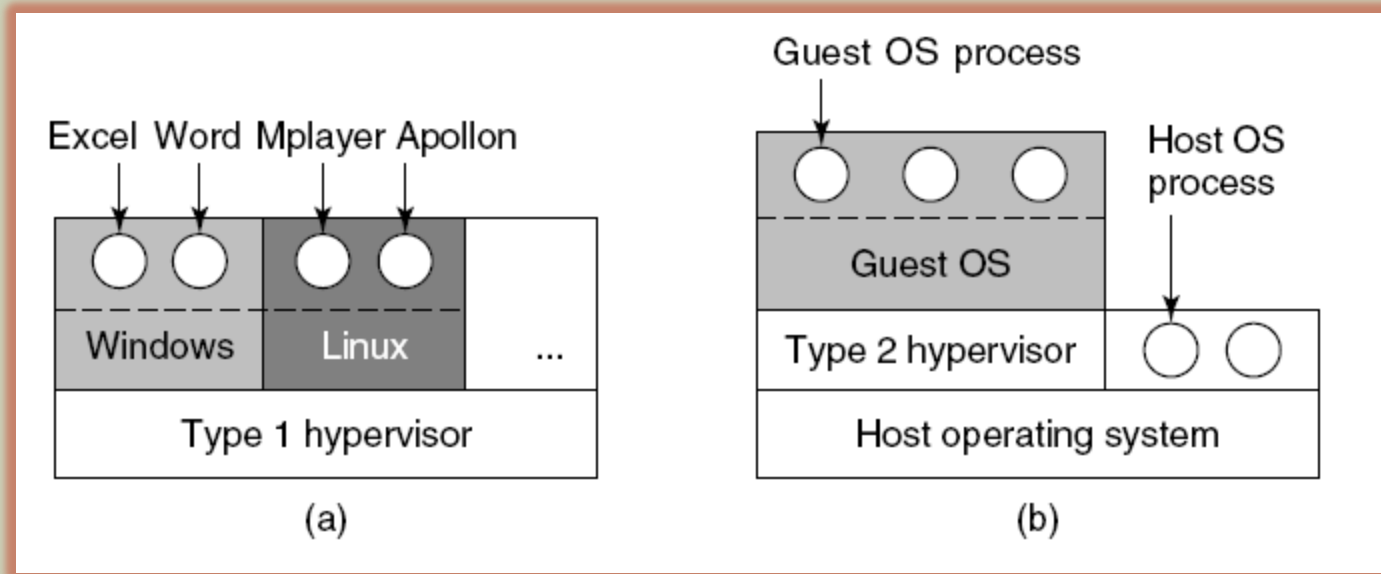 Excel Word Mplayer Apollon
Windows
Linux
...
Type 1 hypervisor
(a)
Guest OS process
Host OS
process
Guest OS
Type 2 hypervisor
Host operating system
(b)